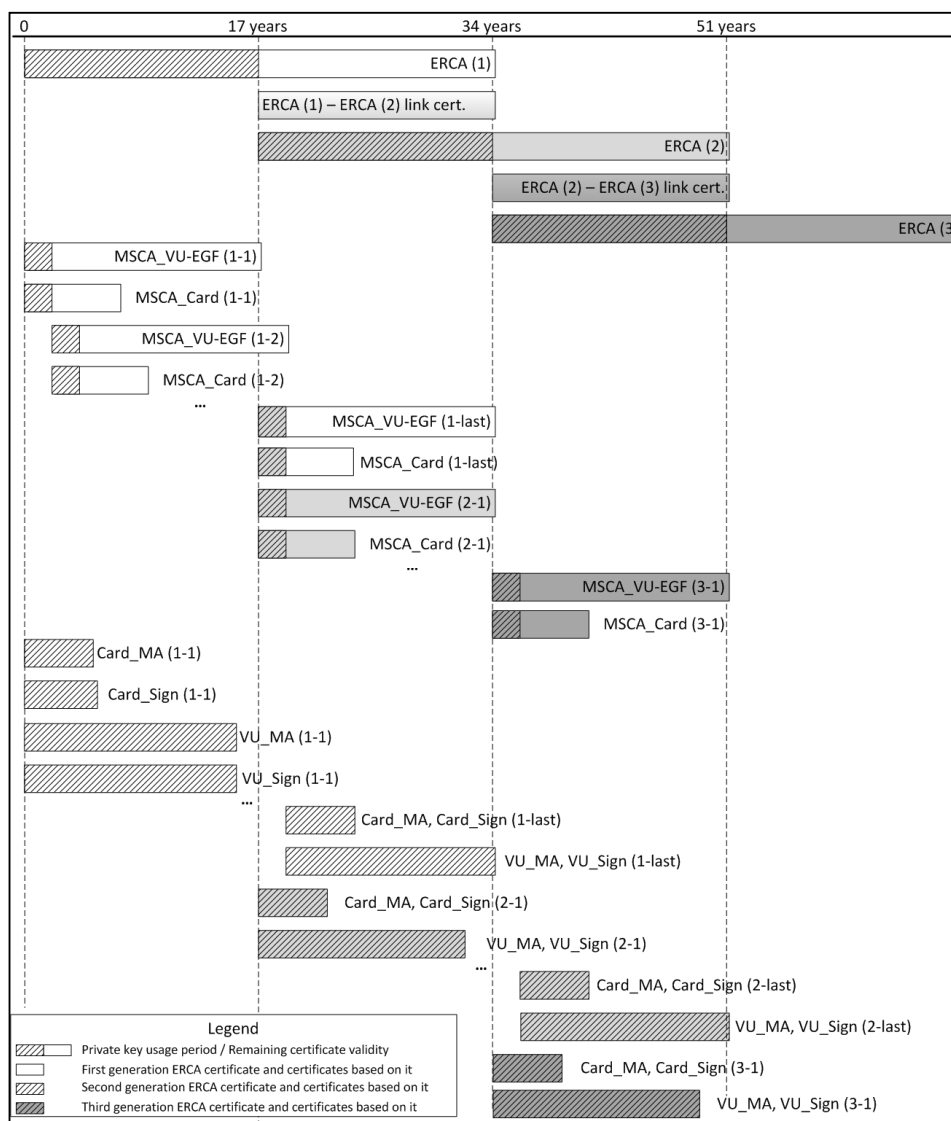 0 17 years 34 years 51 years
ERCA (1)
ERCA (1) – ERCA (2) link cert.
ERCA (2)
ERCA (2) – ERCA (3) link cert.
ERCA (3
MSCA_VU-EGF (1-1)
MSCA_Card (1-1)
MSCA_VU-EGF (1-2)
MSCA_Card (1-2)
...
MSCA_VU-EGF (1-last)
MSCA_Card (1-last)
MSCA_VU-EGF (2-1)
MSCA_Card (2-1)
...
MSCA_VU-EGF (3-1)
MSCA_Card (3-1)
Card_MA (1-1)
Card_Sign (1-1)
VU_MA (1-1)
VU_Sign (1-1)
...
Card_MA, Card_Sign (1-last)
VU_MA, VU_Sign (1-last)
Card_MA, Card_Sign (2-1)
VU_MA, VU_Sign (2-1)
...
Card_MA, Card_Sign (2-last)
VU_MA, VU_Sign (2-last)
Card_MA, Card_Sign (3-1)
VU_MA, VU_Sign (3-1)
Legend
Private key usage period / Remaining certificate validity
First generation ERCA certificate and certificates based on it
Second generation ERCA certificate and certificates based on it
Third generation ERCA certificate and certificates based on it